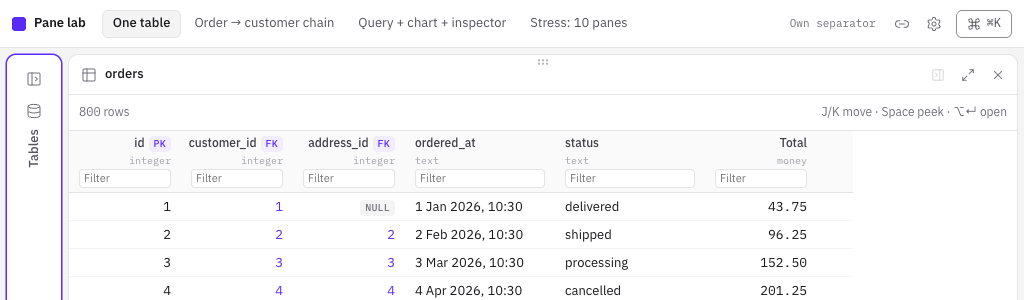 Pane lab One table Order → customer chain Query + chart + inspector Stress: 10 panes Own separator ⌘ ⌘K
Tables
orders
800 rows J/K move · Space peek · ⌥↵ open
id PK customer_id FK address_id FK ordered_at status Total
integer integer integer text text money
Filter Filter Filter Filter Filter Filter
1 1 NULL 1 Jan 2026, 10:30 delivered 43.75
2 2 2 2 Feb 2026, 10:30 shipped 96.25
3 3 3 3 Mar 2026, 10:30 processing 152.50
4 4 4 4 Apr 2026, 10:30 cancelled 201.25